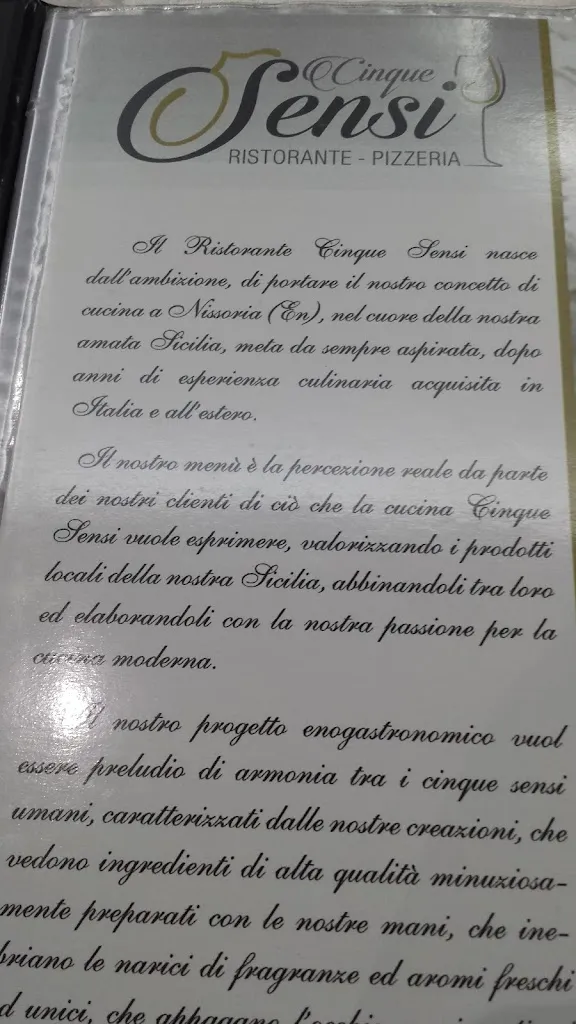 Cinque
Sensi
RISTORANTE - PIZZERIA
Il Ristorante Cinque Sensi nasce
dall'ambizione, di portare il nostro concetto di
cucina a Nissoria (En), nel cuore della nostra
amata Sicilia, meta da sempre aspirata, dopo
anni di esperienza culinaria acquisita in
Italia e all'estero.
Il nostro menù è la percezione reale da parte
dei nostri clienti di ciò che la cucina Cinque
Sensi vuole esprimere, valorizzando i prodotti
locali della nostra Sicilia, abbinandoli tra loro
ed elaborandoli con la nostra passione per la
cucina moderna.
Il nostro progetto enogastronomico vuol
essere preludio di armonia tra i cinque sensi
umani, caratterizzati dalle nostre creazioni, che
vedono ingredienti di alta qualità minuziosa-
mente preparati con le nostre mani, che ine-
briano le narici di fragranze ed aromi freschi
d unici, che appagano l'occhio